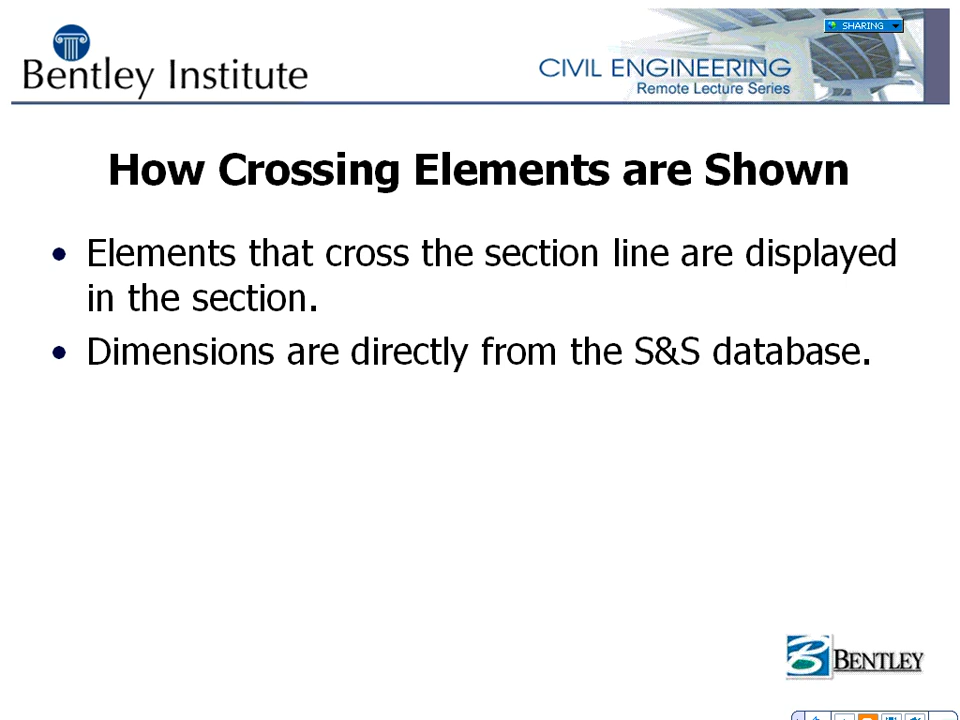 SHARING
Bentley Institute
CIVIL ENGINEERING
Remote Lecture Series
How Crossing Elements are Shown
• Elements that cross the section line are displayed
in the section.
• Dimensions are directly from the S&S database.
BENTLEY